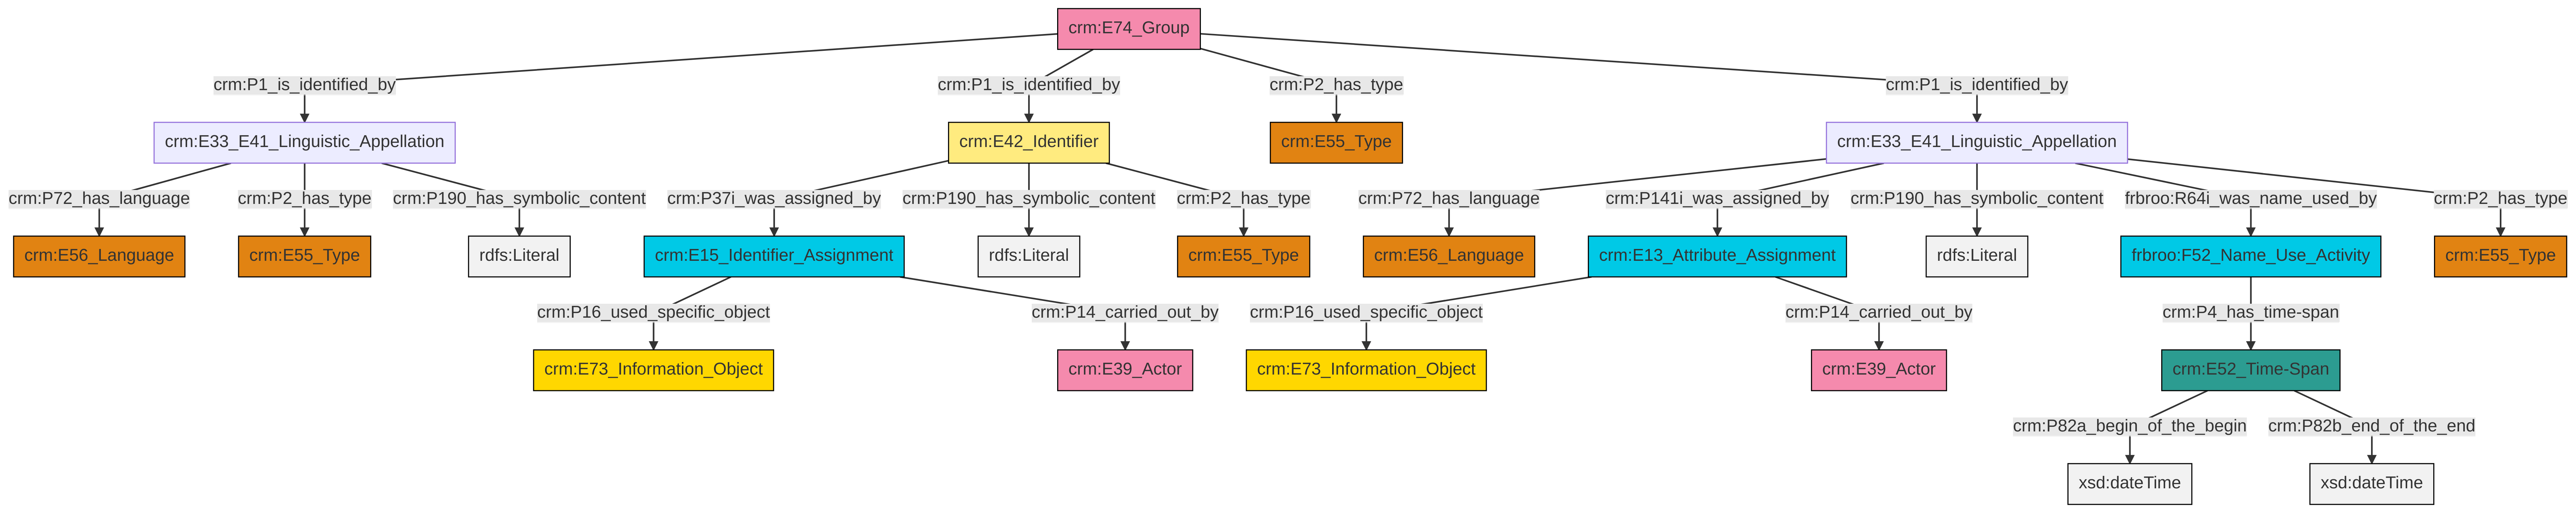 crm:E74_Group
crm:P1_is_identified_by
crm:P1_is_identified_by
crm:P2_has_type
crm:P1_is_identified_by
crm:E33_E41_Linguistic_Appellation
crm:E42_Identifier
crm:E55_Type
crm:E33_E41_Linguistic_Appellation
crm:P72_has_language
crm:P2_has_type
crm:P190_has_symbolic_content
crm:P37i_was_assigned_by
crm:P190_has_symbolic_content
crm:P2_has_type
crm:P72_has_language
crm:P141i_was_assigned_by
crm:P190_has_symbolic_content
frbroo:R64i_was_name_used_by
crm:P2_has_type
crm:E56_Language
crm:E55_Type
rdfs:Literal
crm:E15_Identifier_Assignment
rdfs:Literal
crm:E55_Type
crm:E56_Language
crm:E13_Attribute_Assignment
rdfs:Literal
frbroo:F52_Name_Use_Activity
crm:E55_Type
crm:P16_used_specific_object
crm:P14_carried_out_by
crm:P16_used_specific_object
crm:P14_carried_out_by
crm:P4_has_time-span
crm:E73_Information_Object
crm:E39_Actor
crm:E73_Information_Object
crm:E39_Actor
crm:E52_Time-Span
crm:P82a_begin_of_the_begin
crm:P82b_end_of_the_end
xsd:dateTime
xsd:dateTime